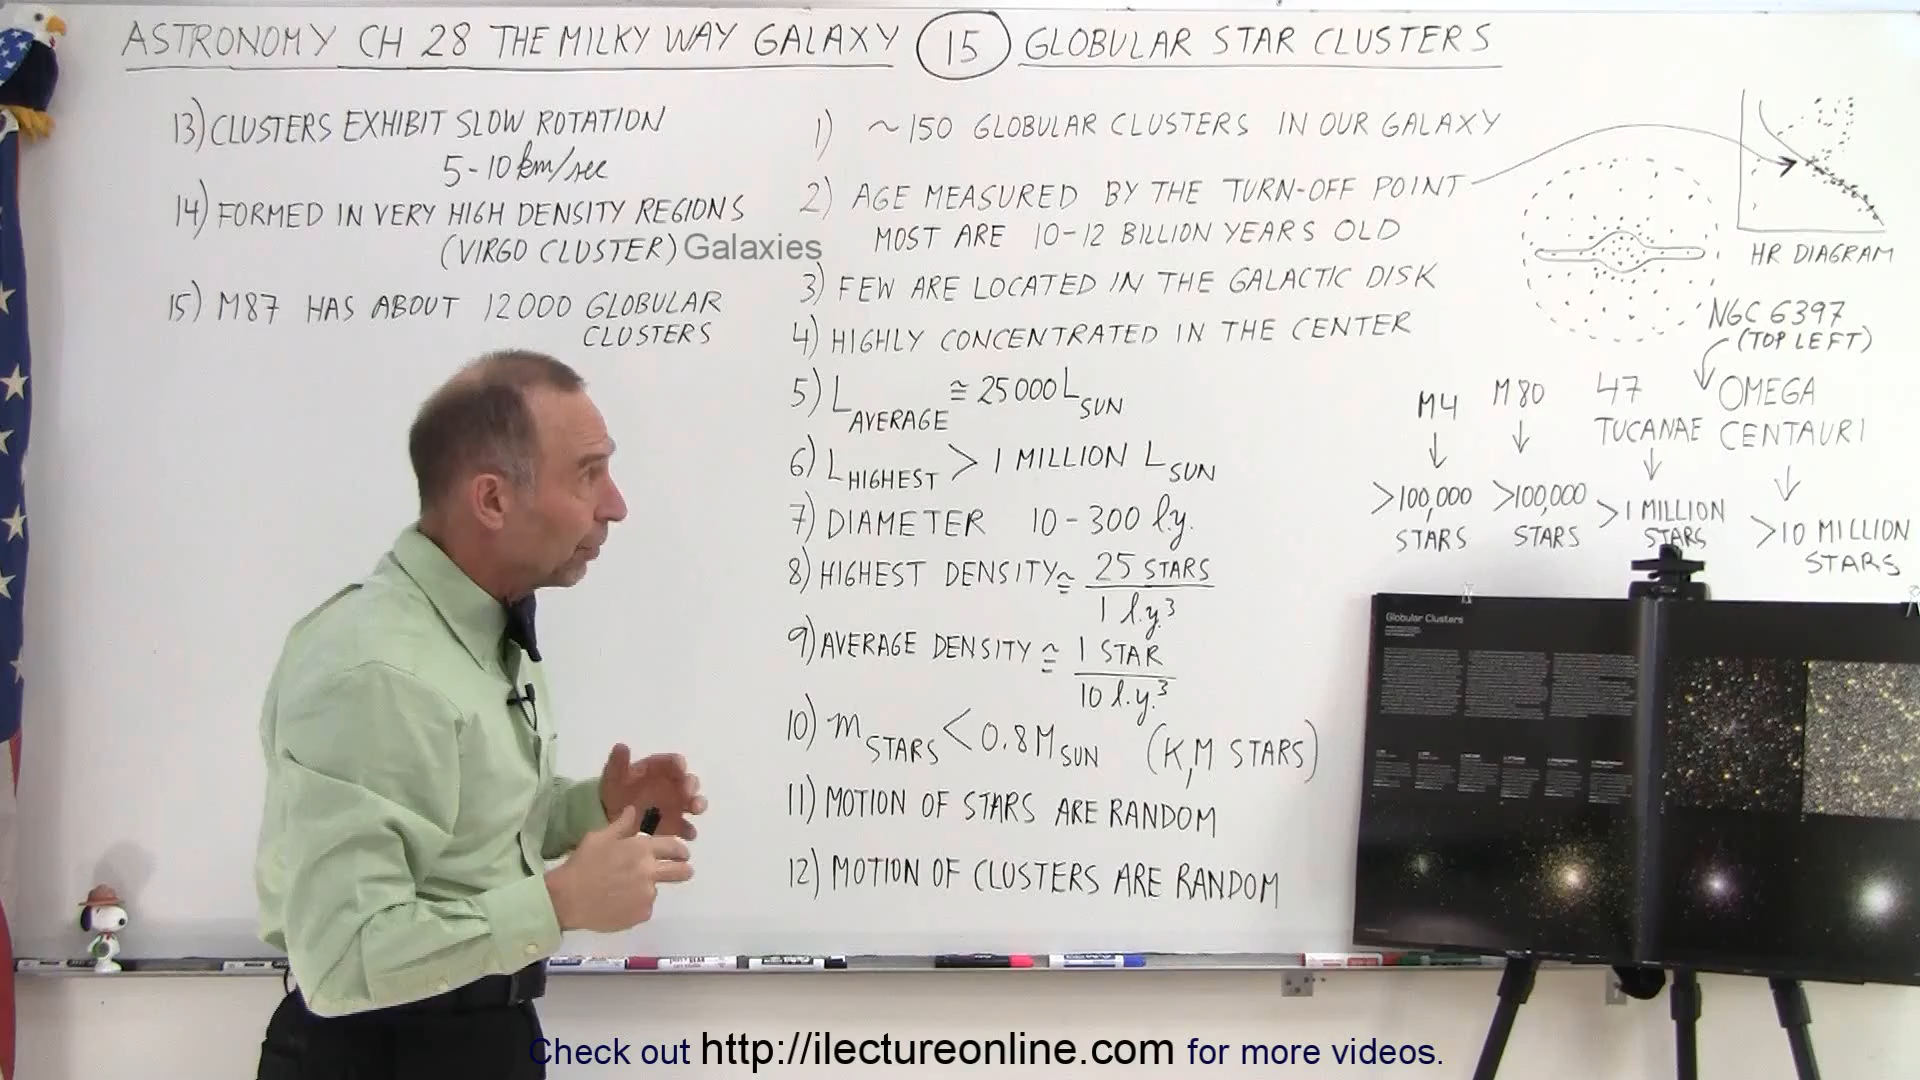 ASTRONOMY CH 28 THE MILKY WAY GALAXY 15 GLOBULAR STAR CLUSTERS
13) CLUSTERS EXHIBIT SLOW ROTATION
5-10 km/sec
14) FORMED IN VERY HIGH DENSITY REGIONS
(VIRGO CLUSTER) Galaxies
15) M87 HAS ABOUT 12000 GLOBULAR
CLUSTERS
1) ~150 GLOBULAR CLUSTERS IN OUR GALAXY
2) AGE MEASURED BY THE TURN-OFF POINT
MOST ARE 10-12 BILLION YEARS OLD
3) FEW ARE LOCATED IN THE GALACTIC DISK
4) HIGHLY CONCENTRATED IN THE CENTER
5) L AVERAGE ≅ 25000 L SUN
6) L HIGHEST > 1 MILLION L SUN
7) DIAMETER 10-300 l.y.
8) HIGHEST DENSITY ≅ 25 STARS
1 l.y.³
9) AVERAGE DENSITY ≅ 1 STAR
10 l.y.³
10) m STARS < 0.8 M SUN (K,M STARS)
11) MOTION OF STARS ARE RANDOM
12) MOTION OF CLUSTERS ARE RANDOM
HR DIAGRAM
NGC 6397
(TOP LEFT)
M4
>100,000
STARS
M80
>100,000
STARS
47
TUCANAE
>1 MILLION
STARS
OMEGA
CENTAURI
>10 MILLION
STARS
Globular Clusters
Check out http://ilectureonline.com for more videos.